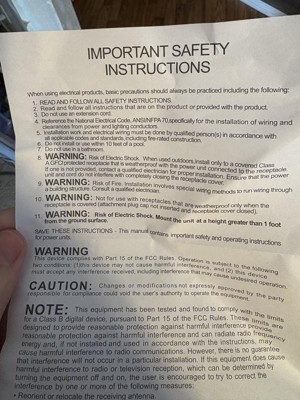 IMPORTANT SAFETY
INSTRUCTIONS
When using electrical products, basic precautions should always be practiced including the following:
1. READ AND FOLLOW ALL SAFETY INSTRUCTIONS.
2. Read and follow all instructions that are on the product or provided with the product.
3. Do not use an extension cord.
4. Reference the National Electrical Code, ANSI/NFPA 70, specifically for the installation of wiring and
clearances from power and lighting conductors.
5. Installation work and electrical wiring must be done by qualified person(s) in accordance with
all applicable codes and standards, including fire-rated construction.
6. Do not install or use within 10 feet of a pool
7. Do not use in a bathroom.
8. WARNING: Risk of Electric Shock. When used outdoors, install only to a covered Class
A GFCI protected receptacle that is weatherproof with the power unit connected to the receptacle.
If one is not provided, contact a qualified electrician for proper installation. Ensure that the power
unit and cord do not interfere with completely closing the receptacle cover.
9. WARNING: Risk of Fire. Installation involves special wiring methods to run wiring through
a building structure. Consult a qualified electrician.
10. WARNING: Not for use with receptacles that are weatherproof only when the
receptacle is covered (attachment plug cap not inserted and receptacle cover closed).
11. WARNING: Risk of Electric Shock. Mount the unit at a height greater than 1 foot
from the ground surface.
SAVE THESE INSTRUCTIONS - This manual contains important safety and operating instructions
for power units
WARNING
This device complies with Part 15 of the FCC Rules. Operation is subject to the following
two conditions: (1)this device may not cause harmful interference, and (2) this device
must accept any interference received, including interference that may cause undesired operation.
CAUTION: Changes or modifications not expressly approved by the party
responsible for compliance could void the user's authority to operate the equipment.
NOTE: This equipment has been tested and found to comply with the limits
for a Class B digital device, pursuant to Part 15 of the FCC Rules. These limits are
designed to provide reasonable protection against harmful interference provide
reasonable protection against harmful interference and can radiate radio frequency
energy and, if not installed and used in accordance with the instructions, may
cause harmful interference to radio communications. However, there is no guarantee
that interference will not occur in a particular installation. If this equipment does cause
harmful interference to radio or television reception, which can be determined by
turning the equipment off and on, the user is encouraged to try to correct the
interference by one or more of the following measures:
• Reorient or relocate the receiving antenna.